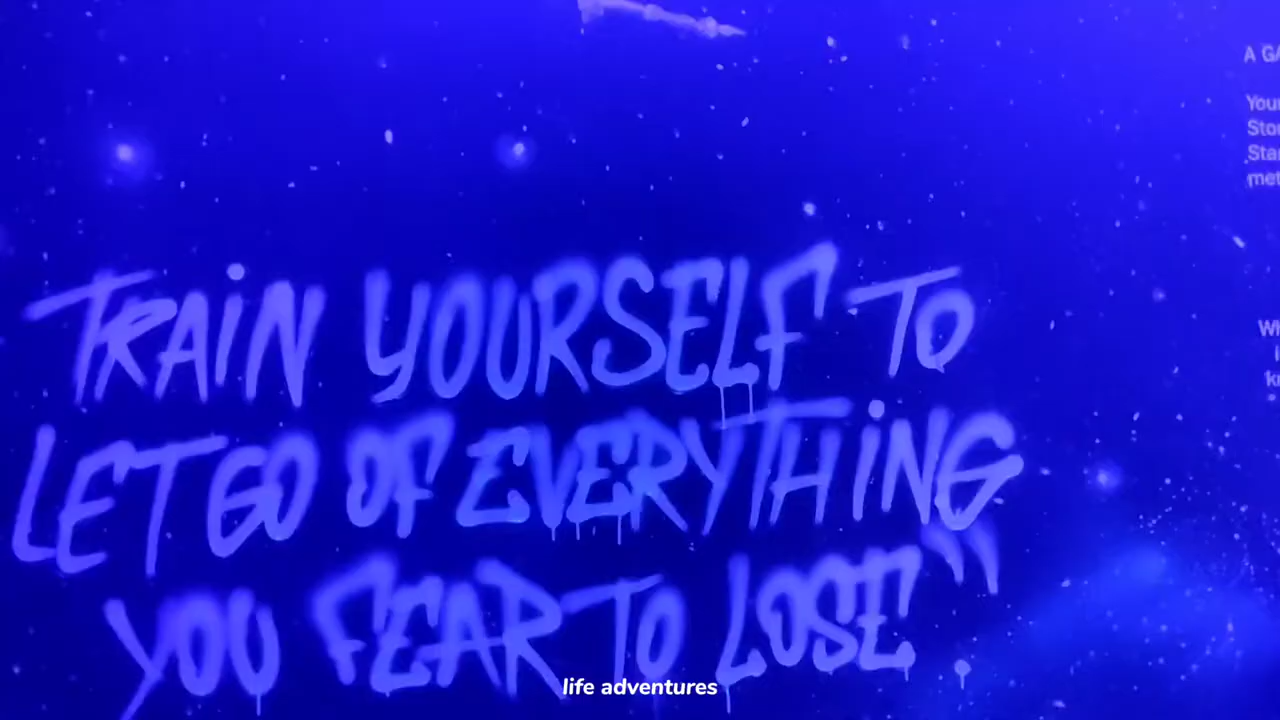 TRAIN YOURSELF TO
LET GO OF EVERYTHING
YOU FEAR TO LOSE"
life adventures